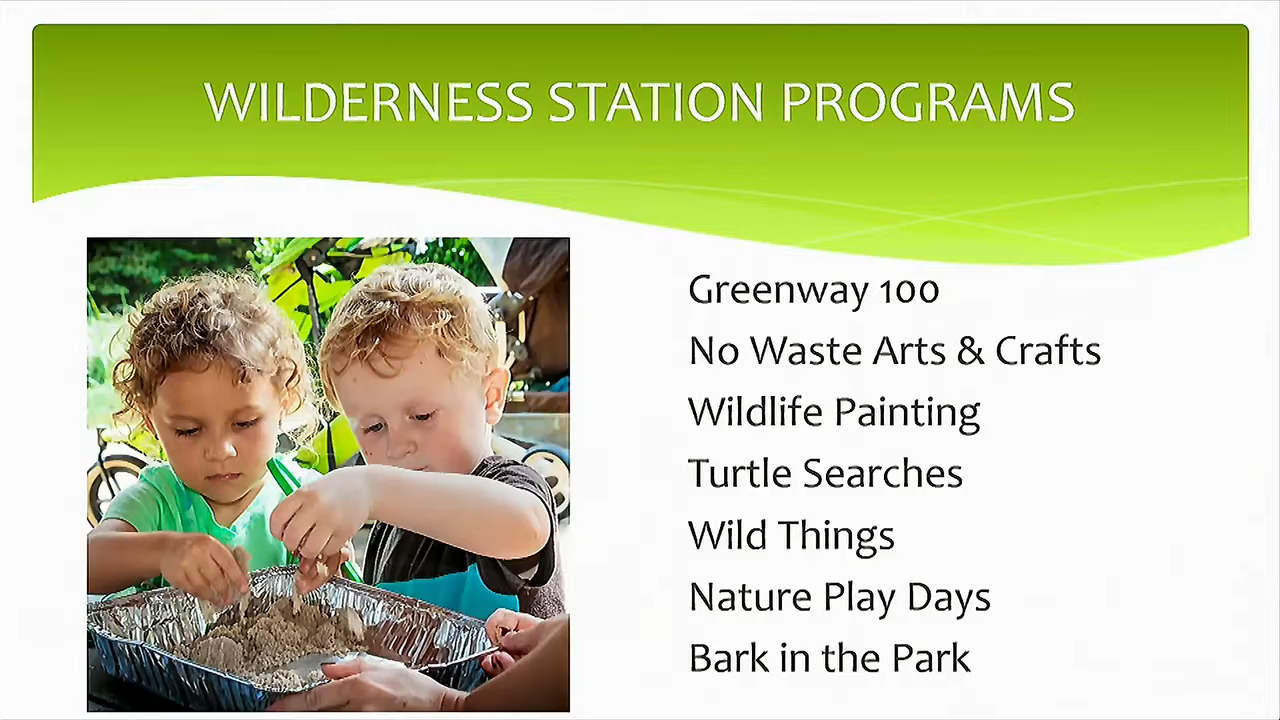 WILDERNESS STATION PROGRAMS
Greenway 100
No Waste Arts & Crafts
Wildlife Painting
Turtle Searches
Wild Things
Nature Play Days
Bark in the Park